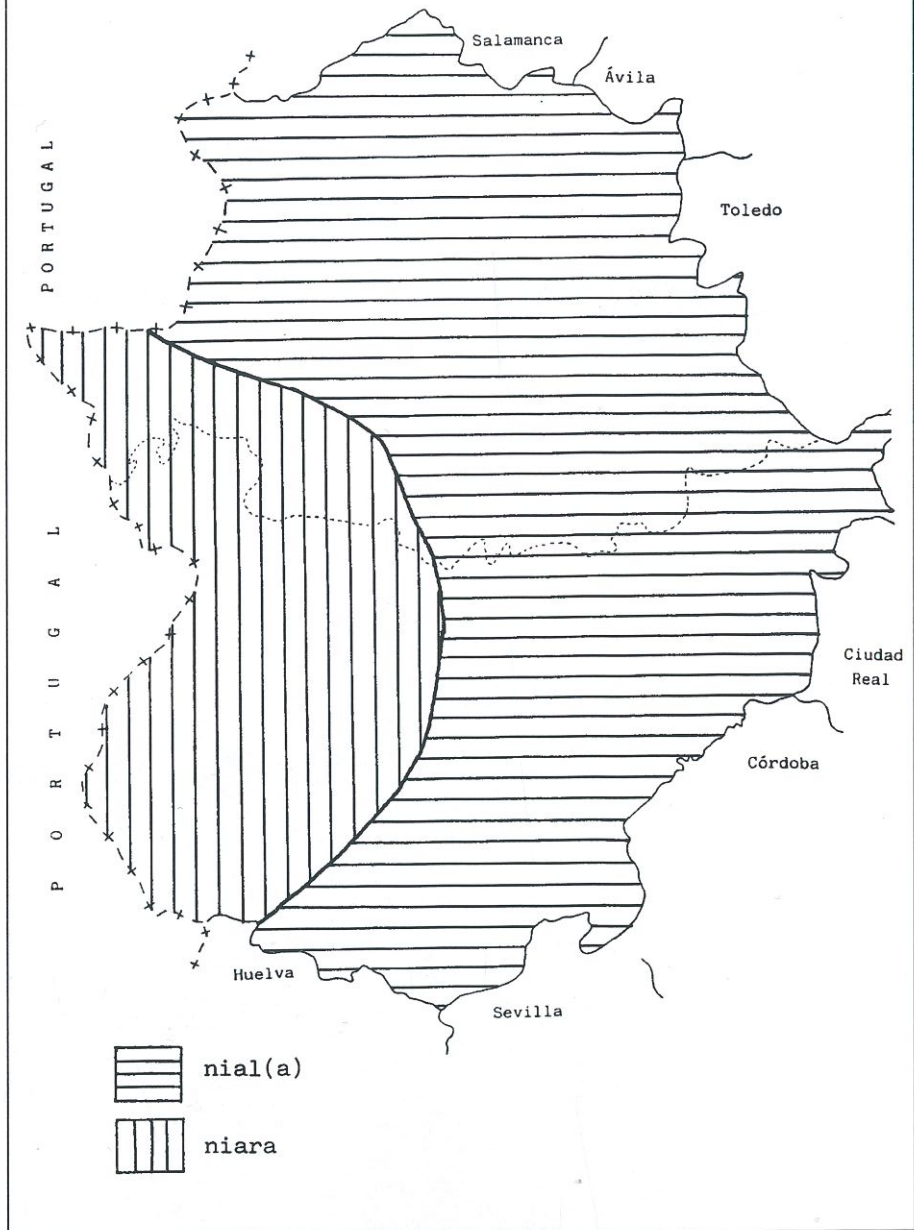 Salamanca
Ávila
PORTUGAL
Toledo
PORTUGAL
Ciudad
Real
Córdoba
Huelva
Sevilla
nial(a)
niara